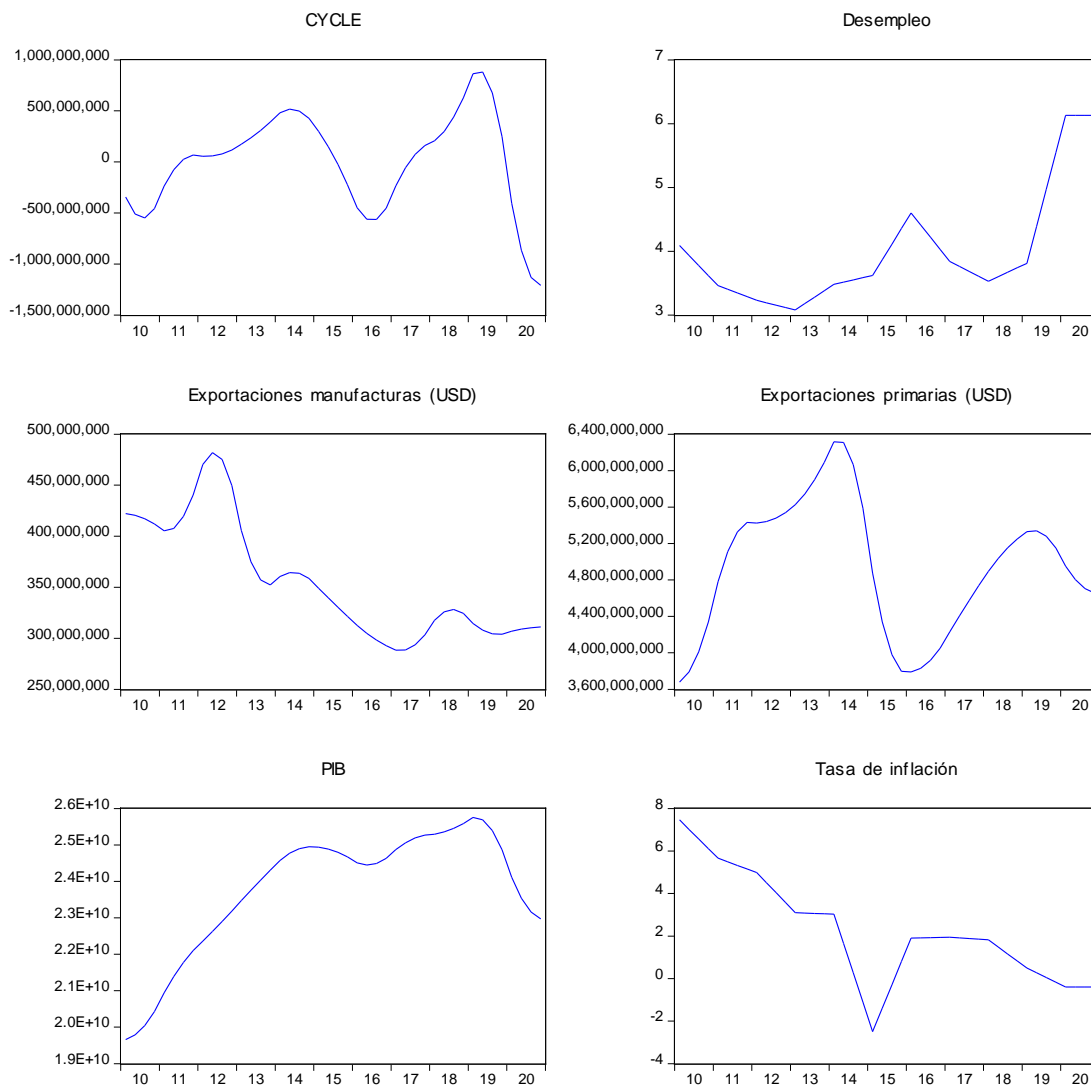 CYCLE
1,000,000,000
500,000,000
0
-500,000,000
-1,000,000,000
-1,500,000,000
10 11 12 13 14 15 16 17 18 19 20
Desempleo
7
6
5
4
3
10 11 12 13 14 15 16 17 18 19 20
Exportaciones manufacturas (USD)
500,000,000
450,000,000
400,000,000
350,000,000
300,000,000
250,000,000
10 11 12 13 14 15 16 17 18 19 20
Exportaciones primarias (USD)
6,400,000,000
6,000,000,000
5,600,000,000
5,200,000,000
4,800,000,000
4,400,000,000
4,000,000,000
3,600,000,000
10 11 12 13 14 15 16 17 18 19 20
PIB
2.6E+10
2.5E+10
2.4E+10
2.3E+10
2.2E+10
2.1E+10
2.0E+10
1.9E+10
10 11 12 13 14 15 16 17 18 19 20
Tasa de inflación
8
6
4
2
0
-2
-4
10 11 12 13 14 15 16 17 18 19 20